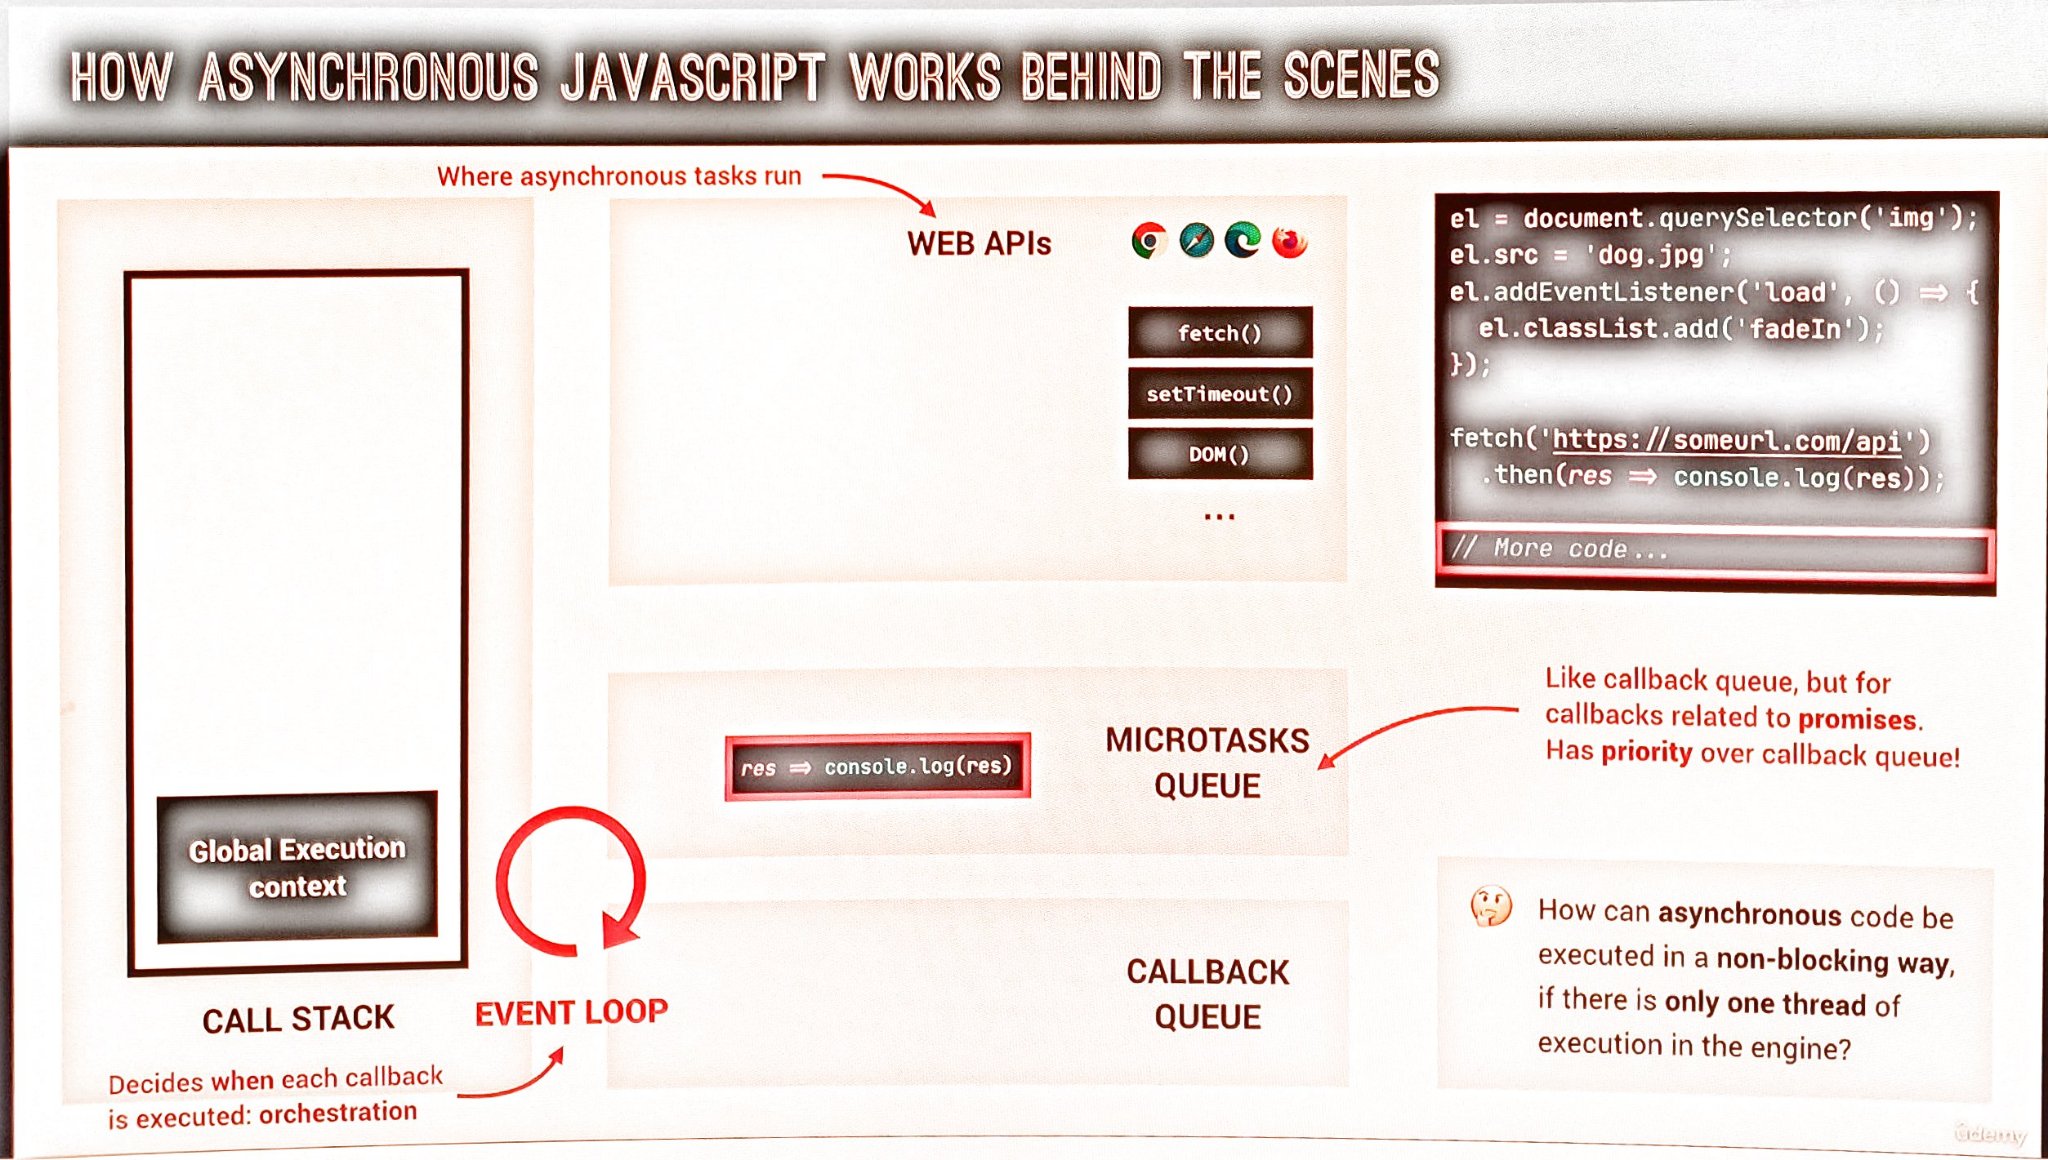 HOW ASYNCHRONOUS JAVASCRIPT WORKS BEHIND THE SCENES
Where asynchronous tasks run
WEB APIs
fetch()
setTimeout()
DOM()
...
el = document.querySelector('img');
el.src = 'dog.jpg';
el.addEventListener('load', () => {
el.classList.add('fadeIn');
});
fetch('https://someurl.com/api')
.then(res => console.log(res));
// More code...
Global Execution
context
CALL STACK
EVENT LOOP
Decides when each callback
is executed: orchestration
res => console.log(res)
MICROTASKS
QUEUE
Like callback queue, but for
callbacks related to promises.
Has priority over callback queue!
CALLBACK
QUEUE
🤔 How can asynchronous code be
executed in a non-blocking way,
if there is only one thread of
execution in the engine?
ûdemy